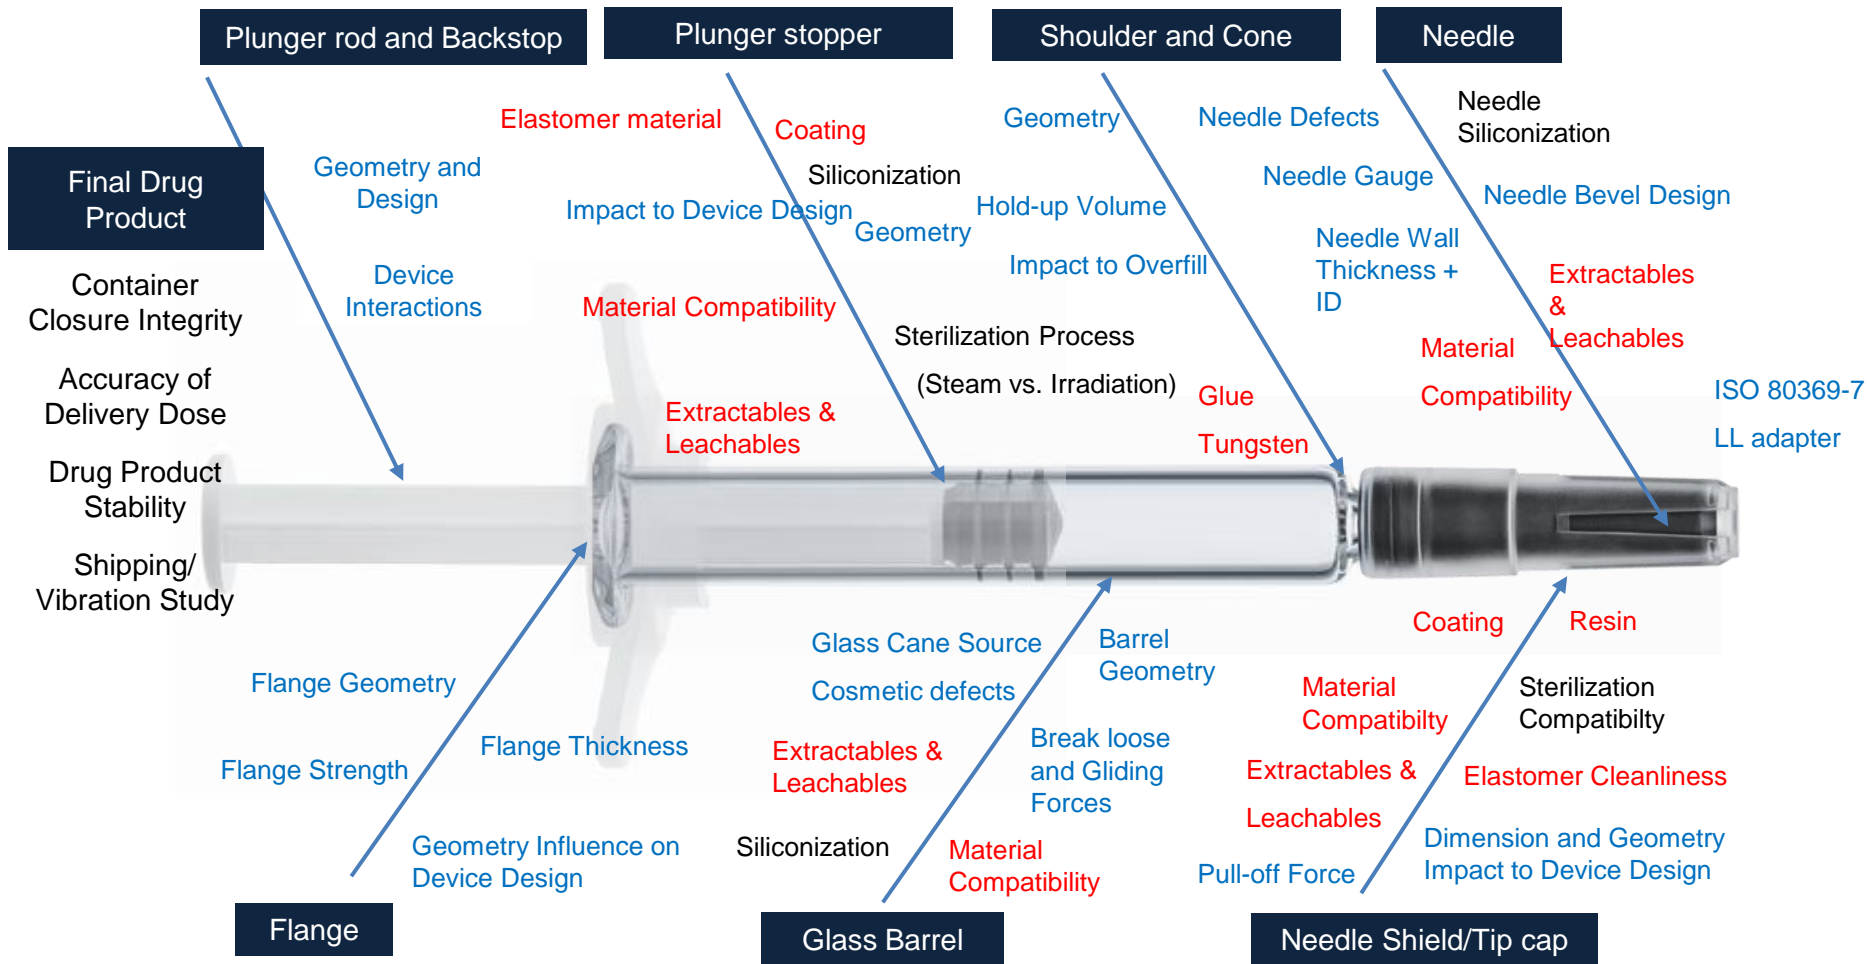 Plunger rod and Backstop
Plunger stopper
Shoulder and Cone
Needle
Final Drug
Product
Container
Closure Integrity
Accuracy of
Delivery Dose
Drug Product
Stability
Shipping/
Vibration Study
Geometry and
Design
Device
Interactions
Elastomer material
Coating
Siliconization
Impact to Device Design
Geometry
Material Compatibility
Sterilization Process
(Steam vs. Irradiation)
Extractables &
Leachables
Geometry
Hold-up Volume
Impact to Overfill
Glue
Tungsten
Needle Defects
Needle
Siliconization
Needle Gauge
Needle Bevel Design
Needle Wall
Thickness +
ID
Extractables
&
Leachables
Material
Compatibility
ISO 80369-7
LL adapter
Flange Geometry
Flange Thickness
Flange Strength
Geometry Influence on
Device Design
Flange
Glass Cane Source
Cosmetic defects
Barrel
Geometry
Extractables &
Leachables
Break loose
and Gliding
Forces
Siliconization
Material
Compatibility
Glass Barrel
Coating
Resin
Material
Compatibilty
Sterilization
Compatibilty
Extractables &
Leachables
Elastomer Cleanliness
Pull-off Force
Dimension and Geometry
Impact to Device Design
Needle Shield/Tip cap